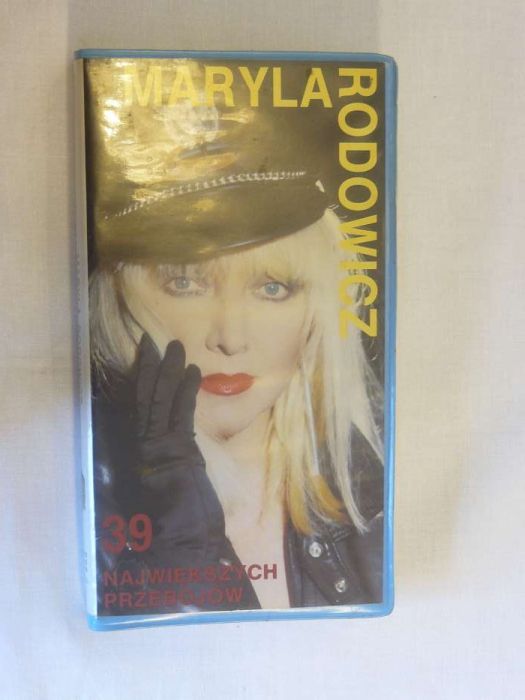 MARYLA
RODOWICZ
39
NAJWIĘKSZYCH
PRZEBOJÓW